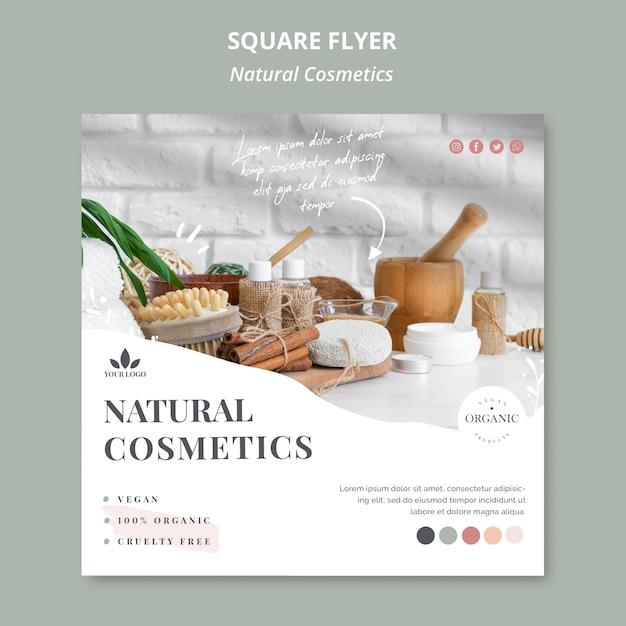 SQUARE FLYER
Natural Cosmetics
Lorem ipsum dolor sit amet
komp consectetur adipiscing
elit aja sed do eiusmod
tempor
YOUR LOGO
NATURAL
COSMETICS
VEGAN
ORGANIC
PRODUCTS
VEGAN
100% ORGANIC
CRUELTY FREE
Lorem ipsum dolor sit amet, consectetur adipiscing
elit, sed do eiusmod tempor incididunt ut labore et
dolore magna aliqua.